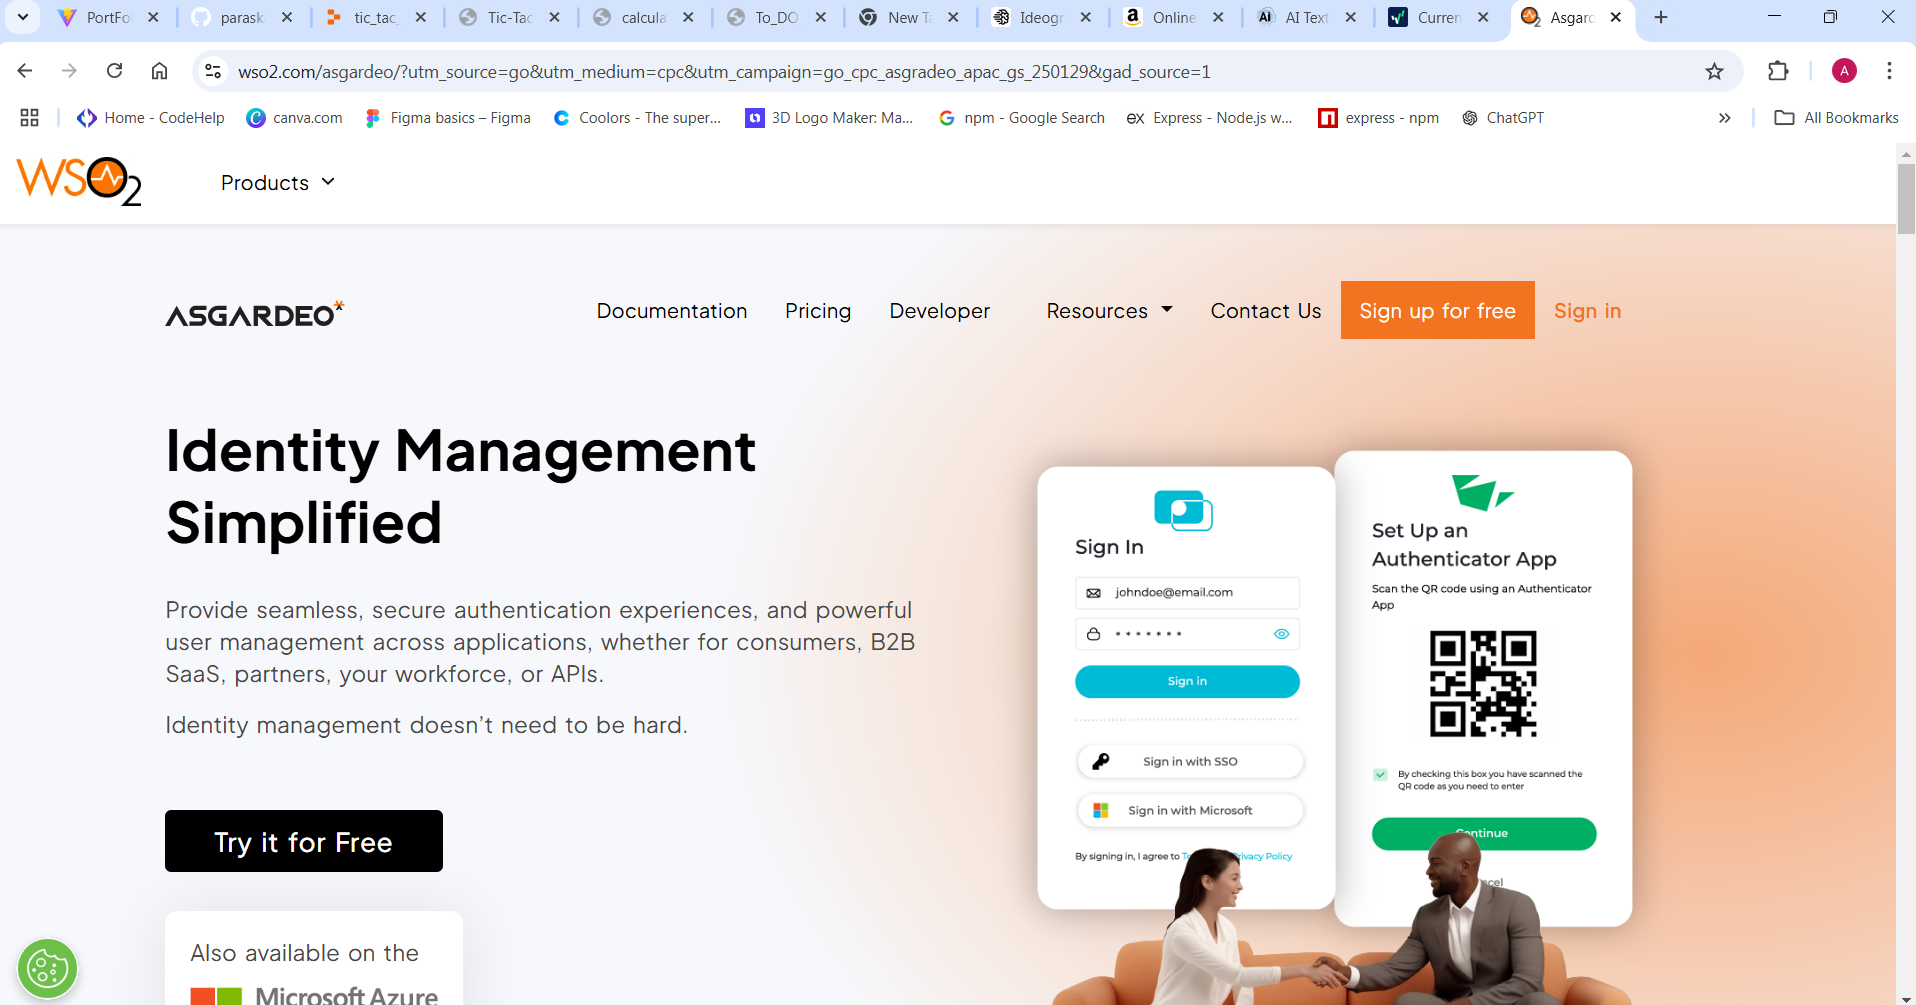 PortFol
parask
tic_tac_
Tic-Tac
calcula
To_DO
New Ta
Ideogr
Online
AI Text
Curren
Asgard
wso2.com/asgardeo/?utm_source=go&utm_medium=cpc&utm_campaign=go_cpc_asgradeo_apac_gs_250129&gad_source=1
A
Home - CodeHelp
canva.com
Figma basics – Figma
Coolors - The super...
3D Logo Maker: Ma...
npm - Google Search
Express - Node.js w...
express - npm
ChatGPT
All Bookmarks
WSO2
Products
ASGARDEO
Documentation
Pricing
Developer
Resources
Contact Us
Sign up for free
Sign in
Identity Management
Simplified
Provide seamless, secure authentication experiences, and powerful
user management across applications, whether for consumers, B2B
SaaS, partners, your workforce, or APIs.
Identity management doesn’t need to be hard.
Try it for Free
Also available on the
Microsoft Azure
Sign In
johndoe@email.com
Sign in
Sign in with SSO
Sign in with Microsoft
By signing in, I agree to Privacy Policy
Set Up an
Authenticator App
Scan the QR code using an Authenticator
App
By checking this box you have scanned the
QR code as you need to enter
Continue